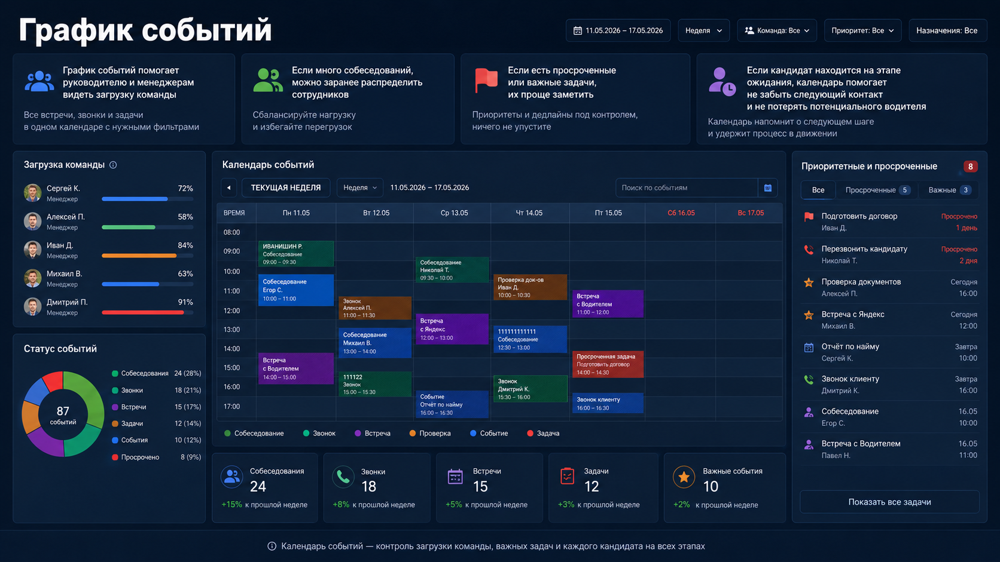 График событий
11.05.2026 – 17.05.2026
Неделя
Команда: Все
Приоритет: Все
Назначения: Все
График событий помогает
руководителю и менеджерам
видеть загрузку команды
Все встречи, звонки и задачи
в одном календаре с нужными фильтрами
Если много собеседований,
можно заранее распределить
сотрудников
Сбалансируйте нагрузку
и избегайте перегрузок
Если есть просроченные
или важные задачи,
их проще заметить
Приоритеты и дедлайны под контролем,
ничего не упустите
Если кандидат находится на этапе
ожидания, календарь помогает
не забыть следующий контакт
и не потерять потенциального водителя
Календарь напомнит о следующем шаге
и удержит процесс в движении
Загрузка команды
Сергей К. 72%
Менеджер
Алексей П. 58%
Менеджер
Иван Д. 84%
Менеджер
Михаил В. 63%
Менеджер
Дмитрий П. 91%
Менеджер
Статус событий
87
событий
Собеседования 24 (28%)
Звонки 18 (21%)
Встречи 15 (17%)
Задачи 12 (14%)
События 10 (12%)
Просрочено 8 (9%)
Календарь событий
ТЕКУЩАЯ НЕДЕЛЯ
Неделя
11.05.2026 – 17.05.2026
Поиск по событиям
ВРЕМЯ Пн 11.05 Вт 12.05 Ср 13.05 Чт 14.05 Пт 15.05 Сб 16.05 Вс 17.05
08:00
09:00
10:00
11:00
12:00
13:00
14:00
15:00
16:00
17:00
ИВАНИШИН Р.
Собеседование
09:00 – 09:30
Собеседование
Егор С.
10:00 – 11:00
Встреча
с Водителем
14:00 – 15:00
Звонок
Алексей П.
11:00 – 11:30
Собеседование
Михаил В.
13:00 – 14:00
111122
Звонок
15:00 – 15:30
Собеседование
Николай Т.
09:30 – 10:00
Встреча
с Яндекс
12:00 – 13:00
Событие
Отчёт по найму
16:00 – 16:30
Проверка док-ов
Иван Д.
10:00 – 10:30
111111111111
Собеседование
12:30 – 13:00
Звонок
Дмитрий К.
15:30 – 16:00
Встреча
с Водителем
11:00 – 12:00
Просроченная задача
Подготовить договор
14:00 – 14:30
Звонок клиенту
16:00 – 16:30
Собеседование
Звонок
Встреча
Проверка
Событие
Задача
Собеседования
24
+15% к прошлой неделе
Звонки
18
+8% к прошлой неделе
Встречи
15
+5% к прошлой неделе
Задачи
12
+3% к прошлой неделе
Важные события
10
+2% к прошлой неделе
Приоритетные и просроченные 8
Все
Просроченные 5
Важные 3
Подготовить договор Просрочено
Иван Д. 1 день
Перезвонить кандидату Просрочено
Николай Т. 2 дня
Проверка документов Сегодня
Алексей П. 16:00
Встреча с Яндекс Сегодня
Михаил В. 12:00
Отчёт по найму Завтра
Сергей К. 10:00
Звонок клиенту Завтра
Дмитрий К. 16:00
Собеседование 16.05
Егор С. 10:00
Встреча с Водителем 16.05
Павел Н. 11:00
Показать все задачи
Календарь событий — контроль загрузки команды, важных задач и каждого кандидата на всех этапах